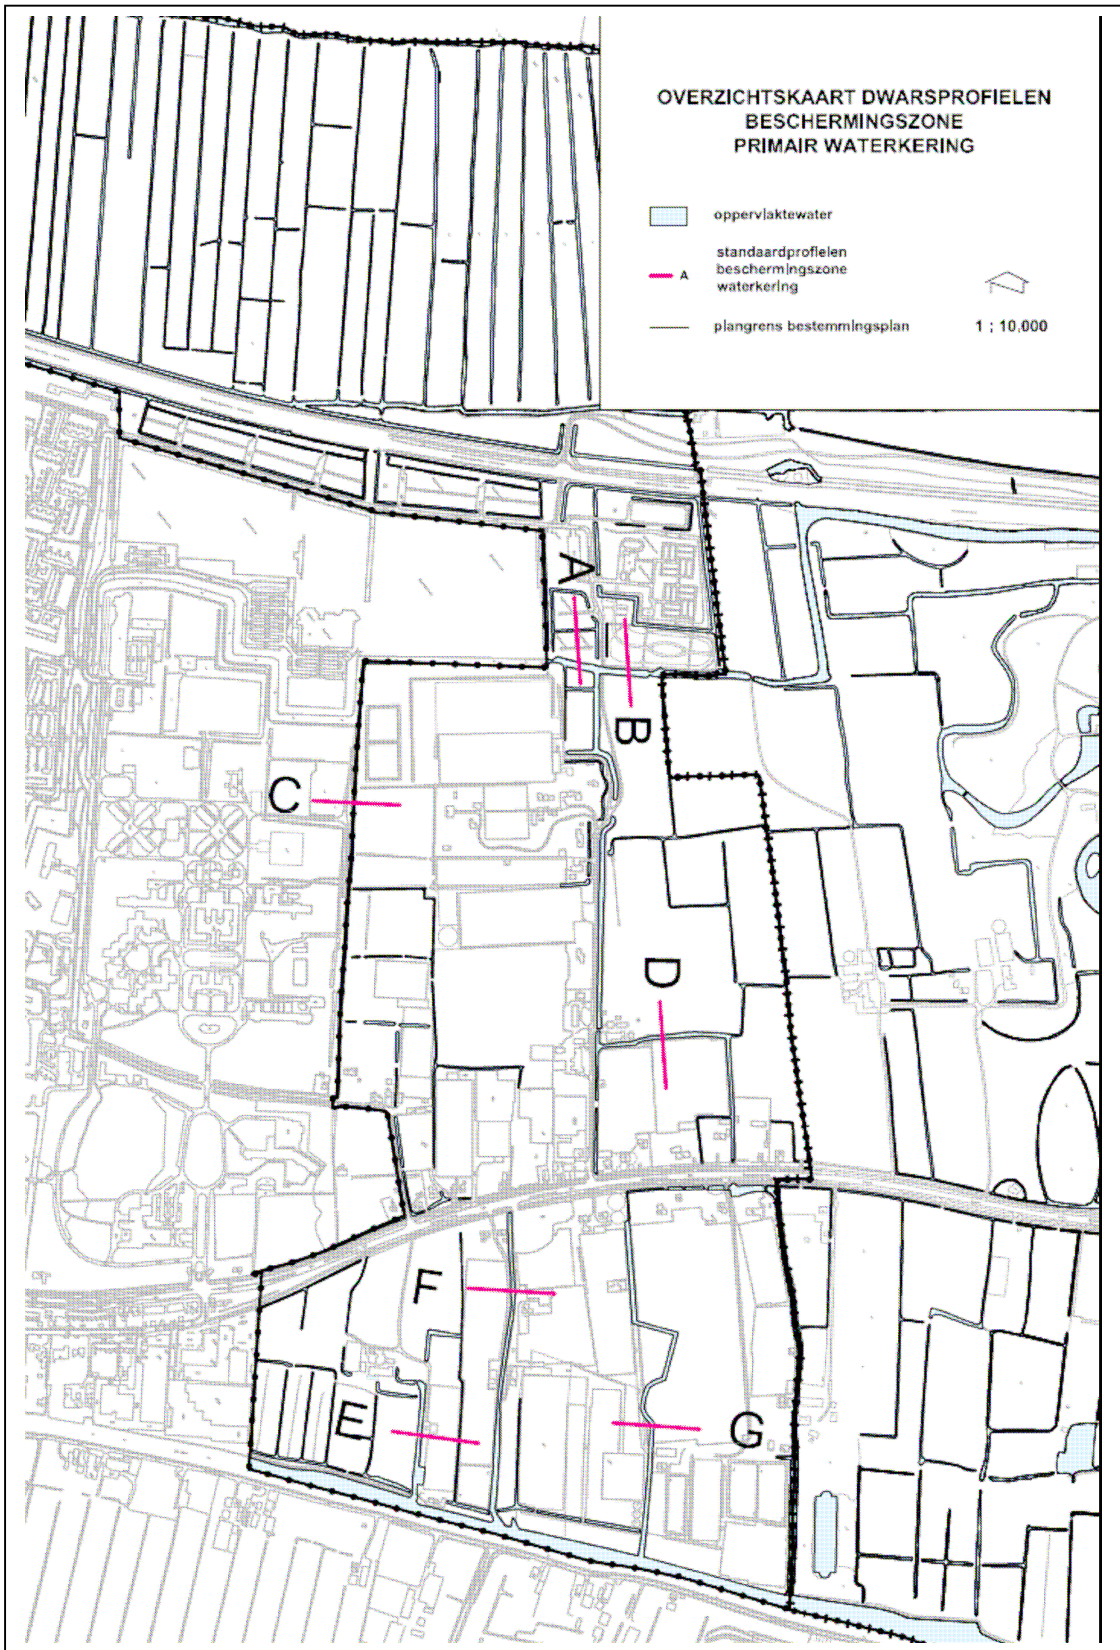 OVERZICHTSKAART DWARSPROFIELEN
BESCHERMINGSZONE
PRIMAIR WATERKERING
oppervlaktewater
standaardprofielen
A beschermingszone
waterkering
plangrens bestemmingsplan 1 : 10.000
A
B
C
D
F
E
G